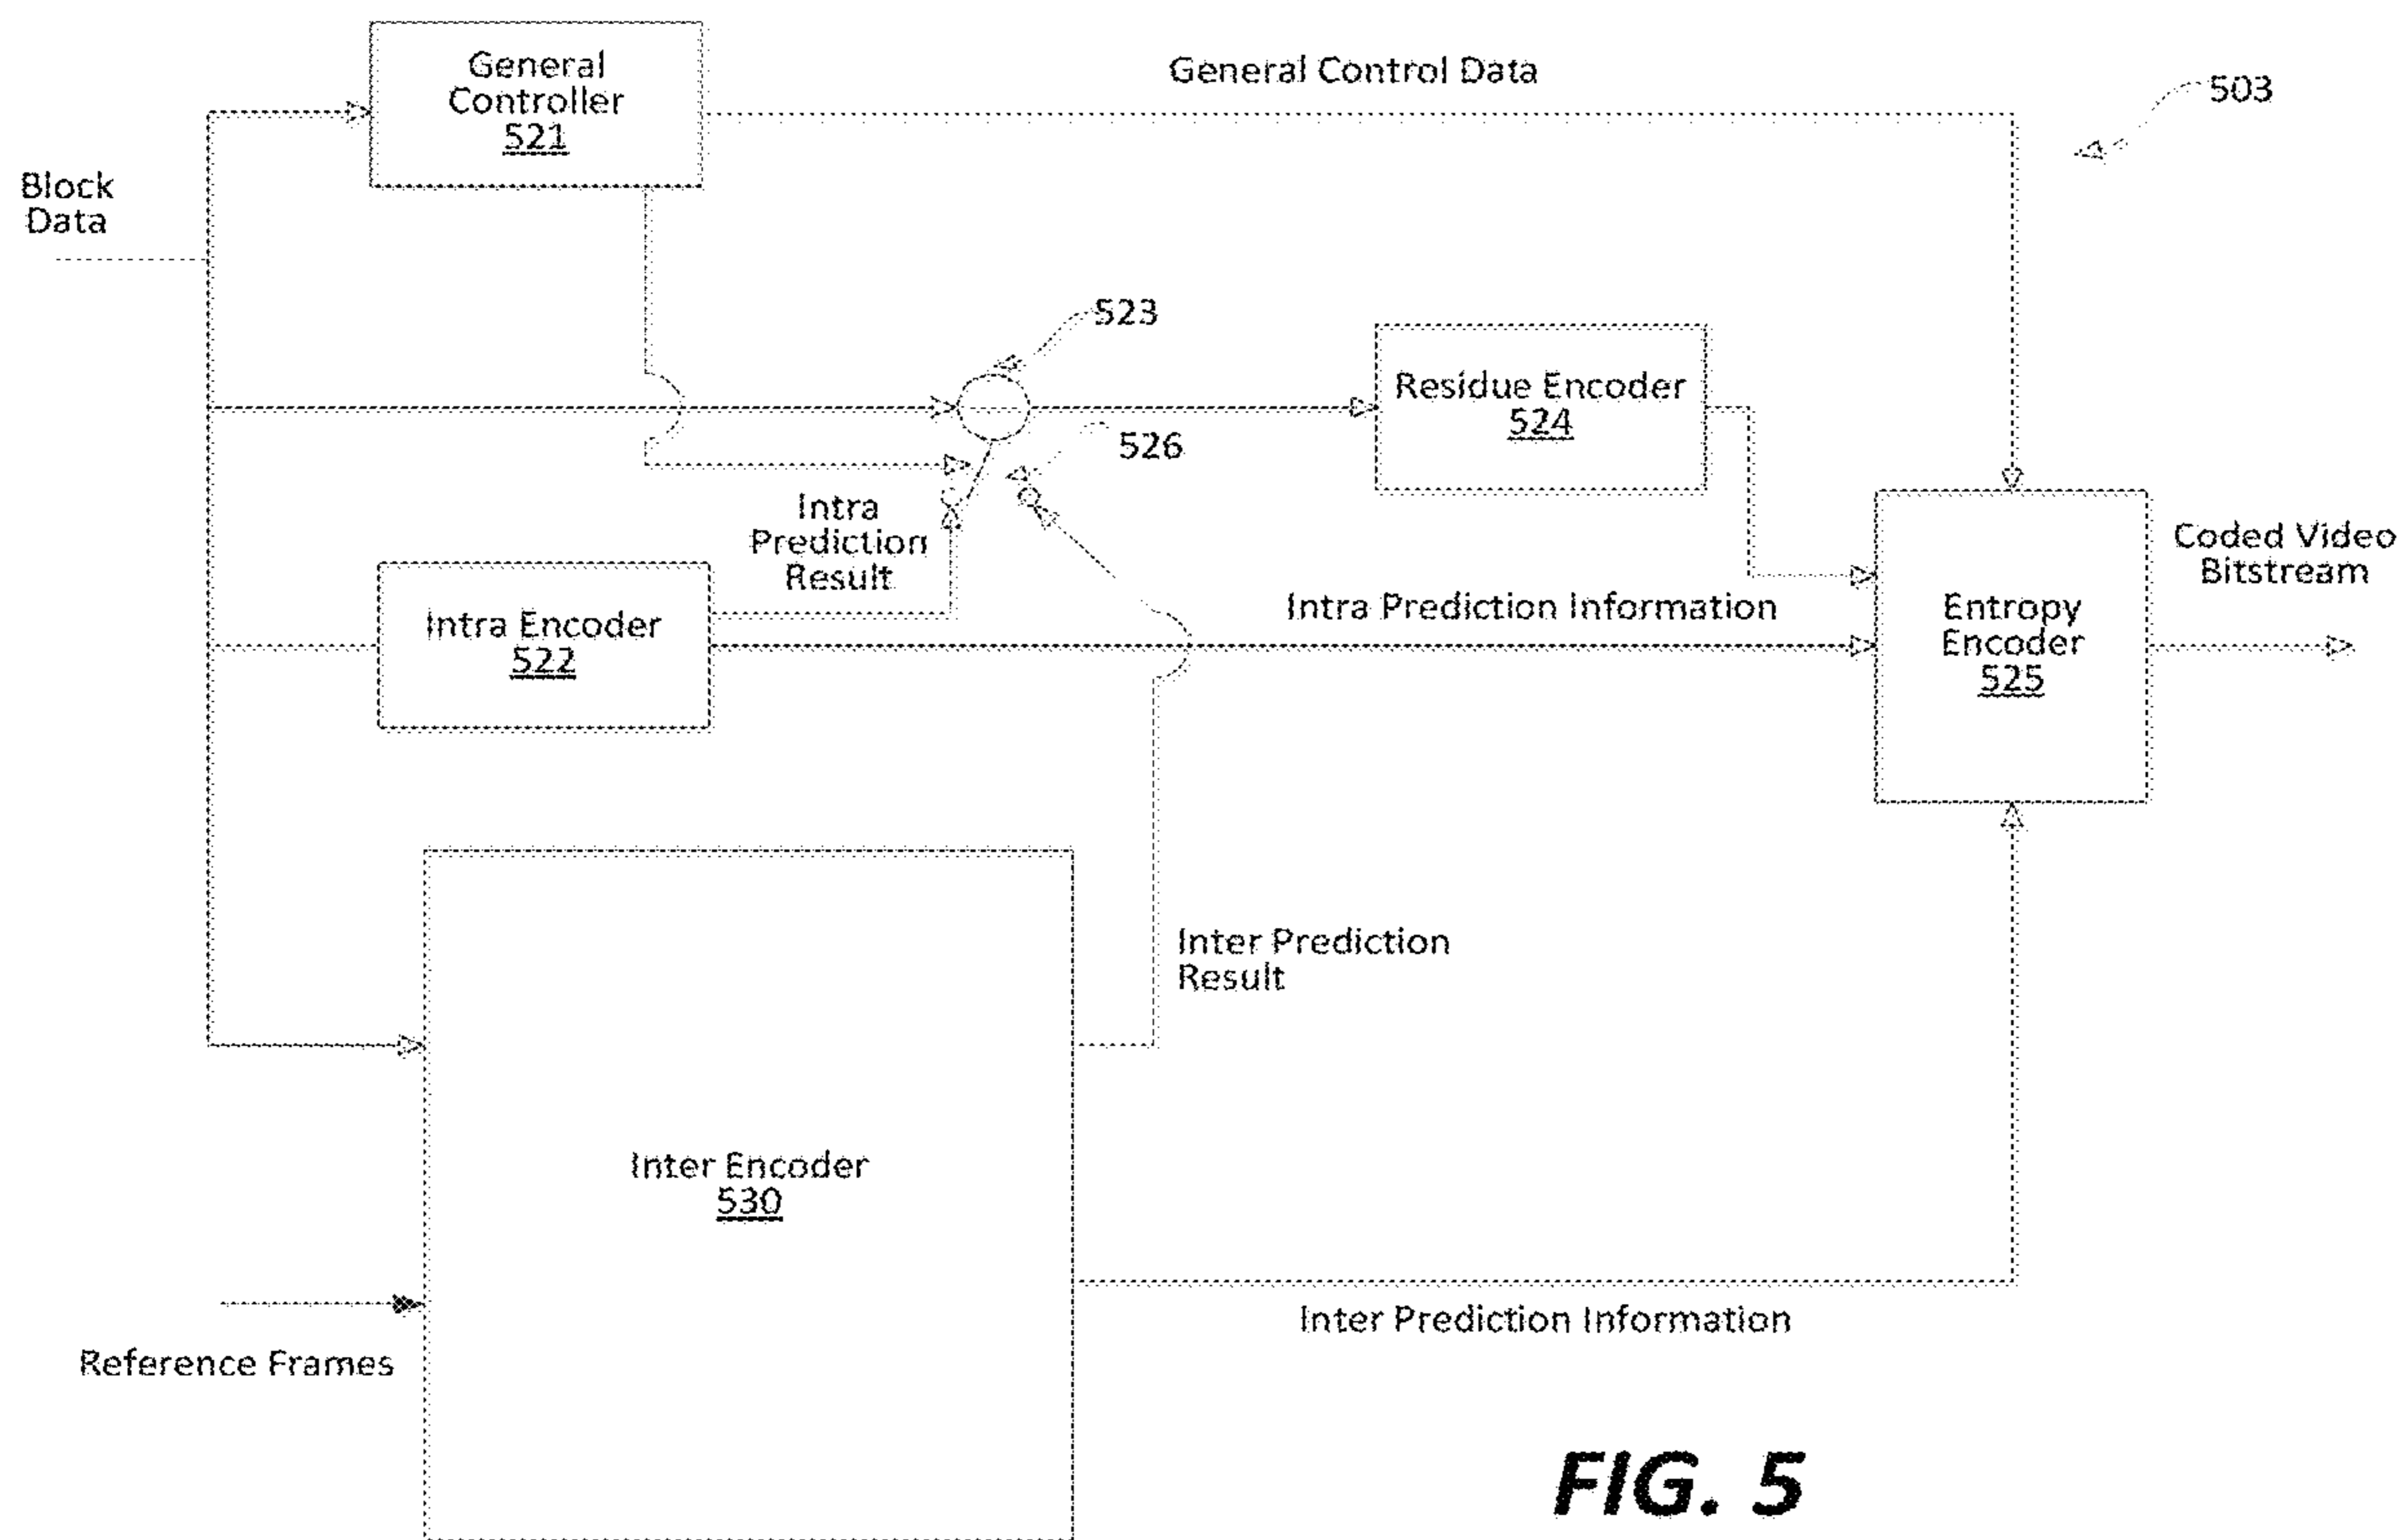 General
Controller
521
General Control Data
503
Block
Data
523
Residue Encoder
524
526
Intra
Prediction
Result
Coded Video
Bitstream
Intra Encoder
522
Intra Prediction Information
Entropy
Encoder
525
Inter Prediction
Result
Inter Encoder
530
Reference Frames
Inter Prediction Information
FIG. 5